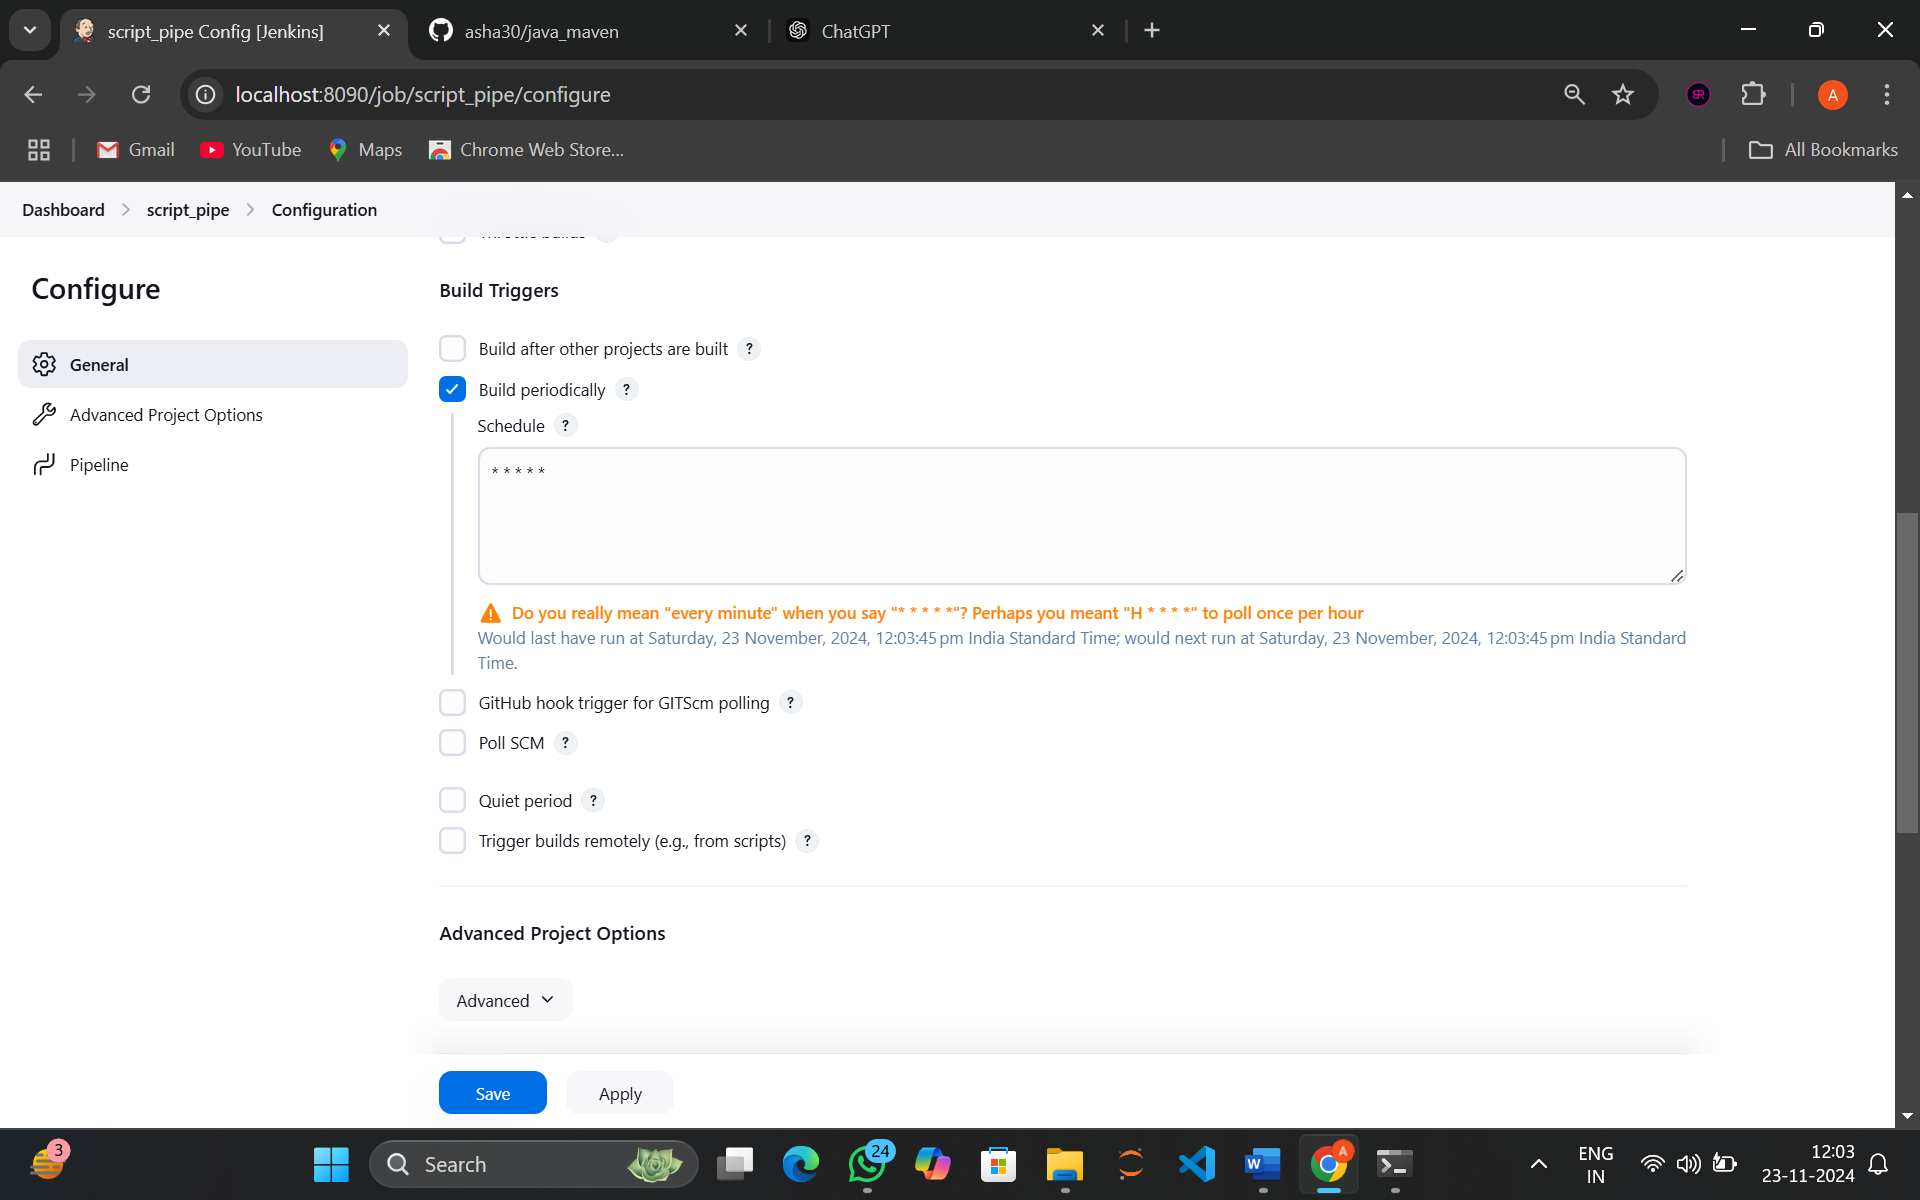 script_pipe Config [Jenkins]
asha30/java_maven
ChatGPT
localhost:8090/job/script_pipe/configure
A
Gmail
YouTube
Maps
Chrome Web Store...
All Bookmarks
Dashboard
script_pipe
Configuration
Configure
General
Advanced Project Options
Pipeline
Build Triggers
Build after other projects are built ?
Build periodically ?
Schedule ?
* * * * *
Do you really mean "every minute" when you say "* * * * *"? Perhaps you meant "H * * * *" to poll once per hour
Would last have run at Saturday, 23 November, 2024, 12:03:45 pm India Standard Time; would next run at Saturday, 23 November, 2024, 12:03:45 pm India Standard
Time.
GitHub hook trigger for GITScm polling ?
Poll SCM ?
Quiet period ?
Trigger builds remotely (e.g., from scripts) ?
Advanced Project Options
Advanced
Save
Apply
3
Search
24
A
ENG
IN
12:03
23-11-2024